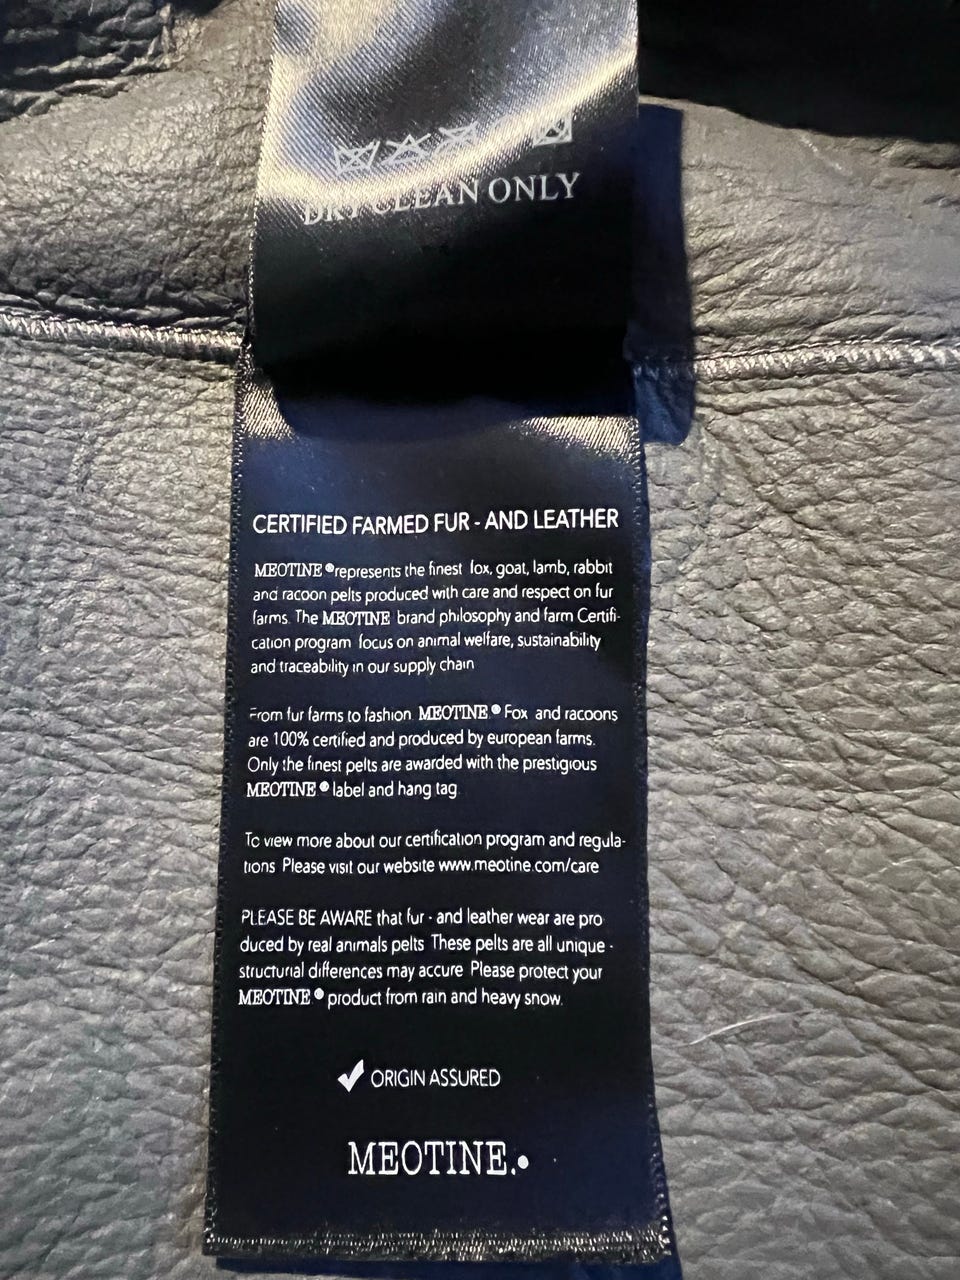 DRY CLEAN ONLY
CERTIFIED FARMED FUR - AND LEATHER
MEOTINE ® represents the finest fox, goat, lamb, rabbit
and racoon pelts produced with care and respect on fur
farms. The MEOTINE brand philosophy and farm Certifi-
cation program focus on animal welfare, sustainability
and traceability in our supply chain
From fur farms to fashion MEOTINE.® Fox and racoons
are 100% certified and produced by european farms.
Only the finest pelts are awarded with the prestigious
MEOTINE ® label and hang tag
To view more about our certification program and regula-
tions Please visit our website www.meotine.com/care
PLEASE BE AWARE that fur - and leather wear are pro
duced by real animals pelts These pelts are all unique -
structurial differences may accure Please protect your
MEOTINE ® product from rain and heavy snow.
ORIGIN ASSURED
MEOTINE.